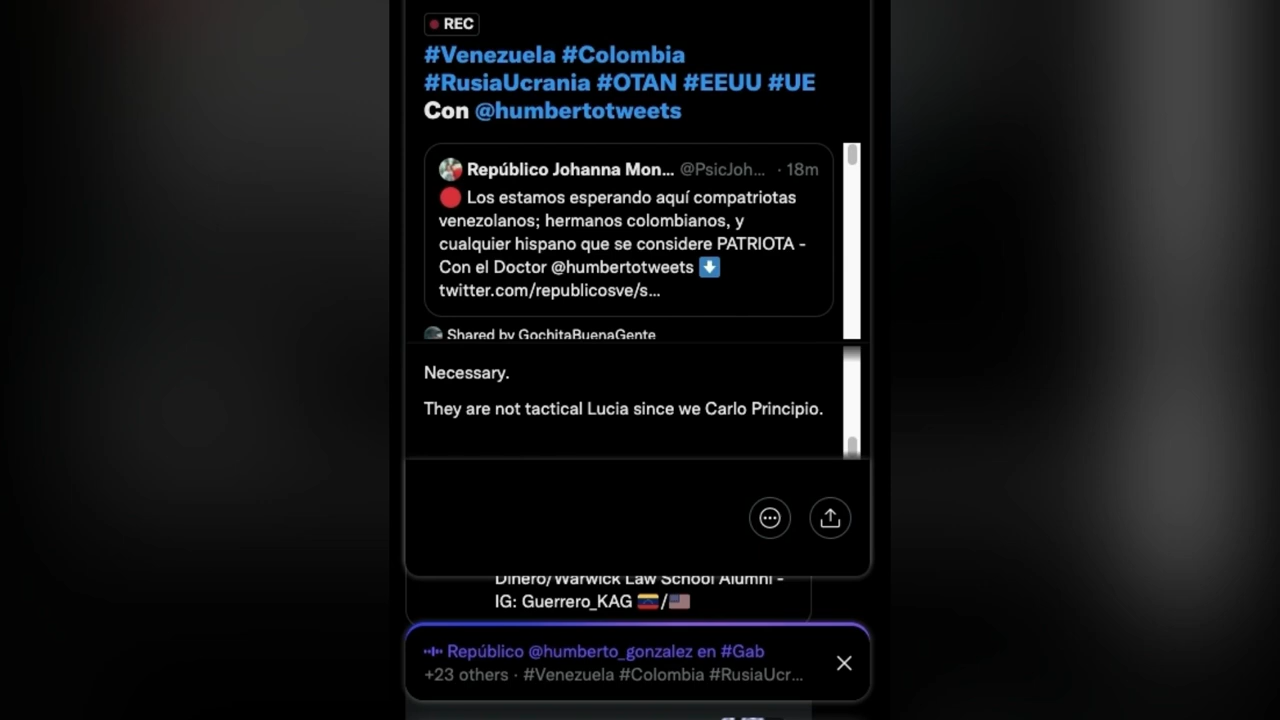 REC
#Venezuela #Colombia
#RusiaUcrania #OTAN #EEUU #UE
Con @humbertotweets
Repúblico Johanna Mon... @PsicJoh... · 18m
🔴 Los estamos esperando aquí compatriotas
venezolanos; hermanos colombianos, y
cualquier hispano que se considere PATRIOTA -
Con el Doctor @humbertotweets ⬇️
twitter.com/republicosve/s...
Shared by GochitaBuenaGente
Necessary.
They are not tactical Lucia since we Carlo Principio.
Dinero/Warwick Law School Alumni -
IG: Guerrero_KAG 🇻🇪/🇺🇸
Repúblico @humberto_gonzalez en #Gab
+23 others · #Venezuela #Colombia #RusiaUcr...